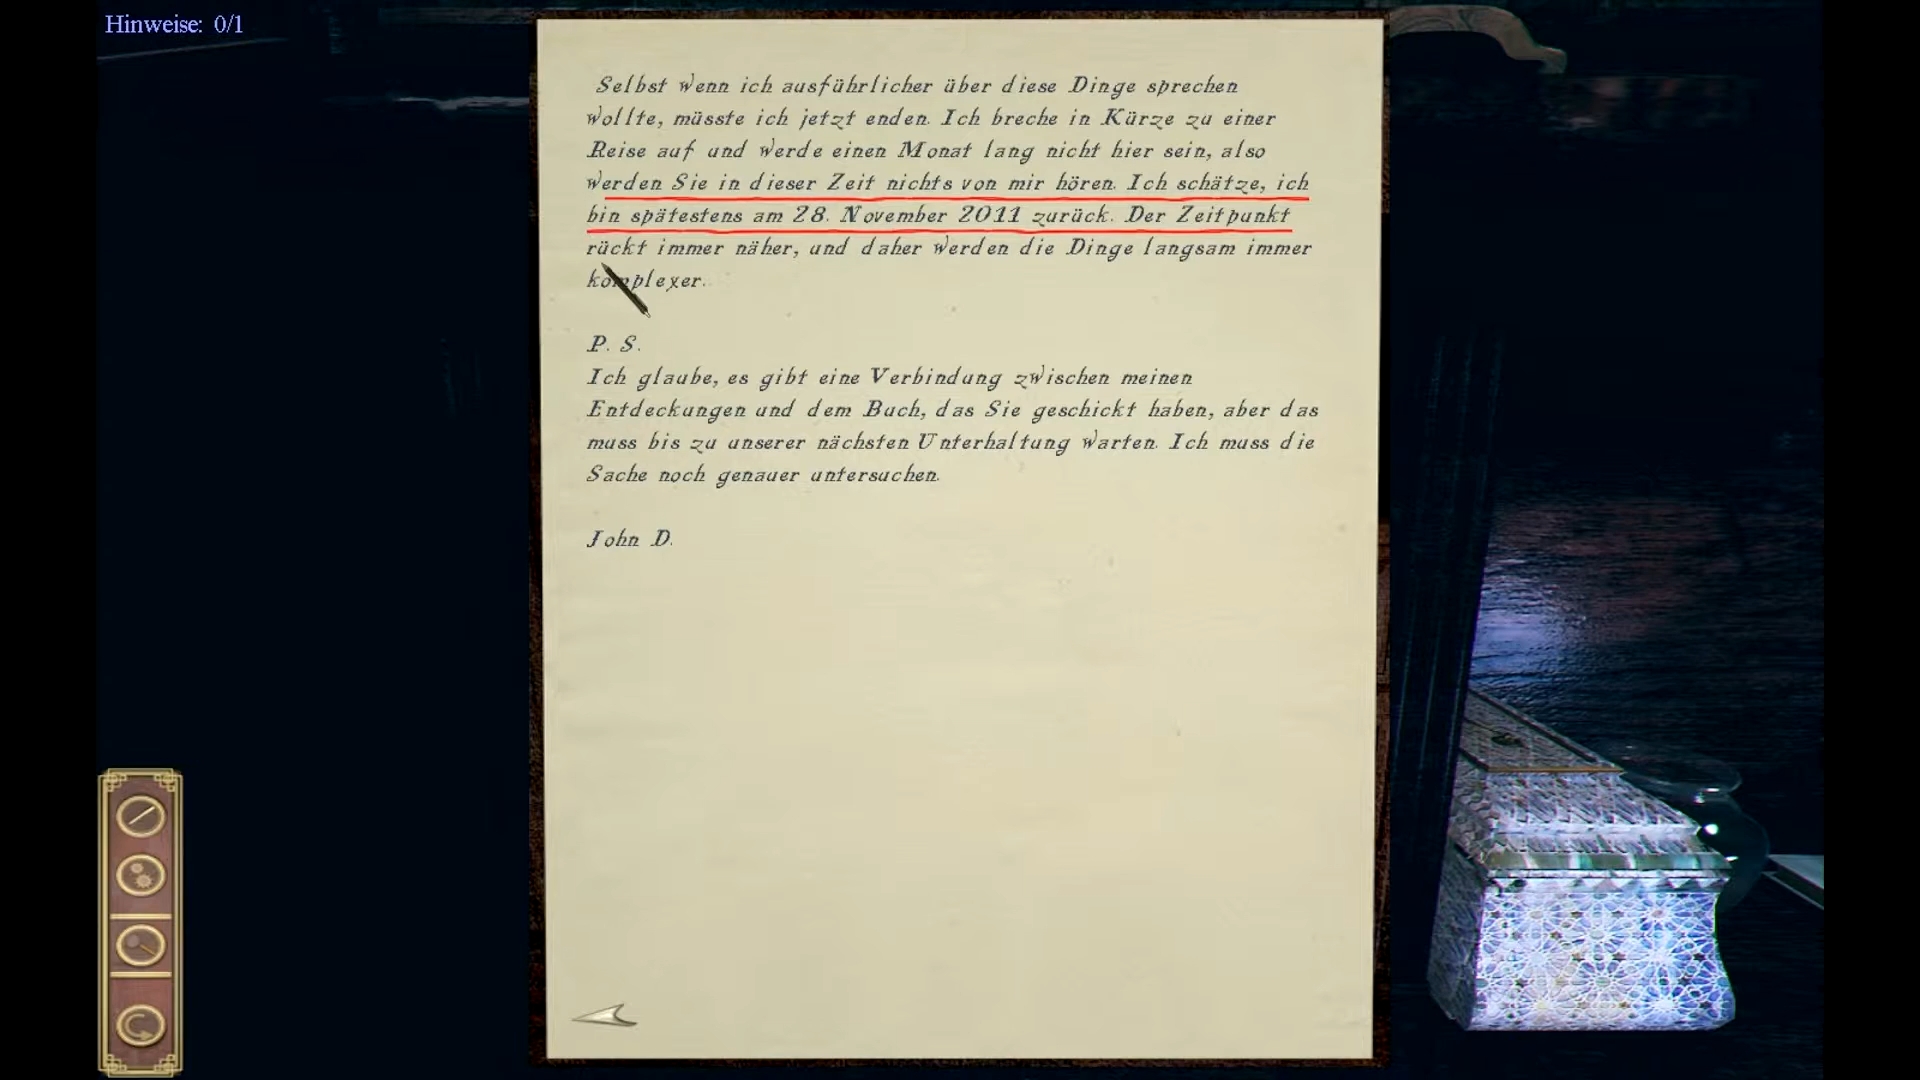 Hinweise: 0/1
Selbst wenn ich ausführlicher über diese Dinge sprechen
wollte, müsste ich jetzt enden. Ich breche in Kürze zu einer
Reise auf und werde einen Monat lang nicht hier sein, also
werden Sie in dieser Zeit nichts von mir hören. Ich schätze, ich
bin spätestens am 28. November 2011 zurück. Der Zeitpunkt
rückt immer näher, und daher werden die Dinge langsam immer
komplexer.
P. S.
Ich glaube, es gibt eine Verbindung zwischen meinen
Entdeckungen und dem Buch, das Sie geschickt haben, aber das
muss bis zu unserer nächsten Unterhaltung warten. Ich muss die
Sache noch genauer untersuchen.
John D.